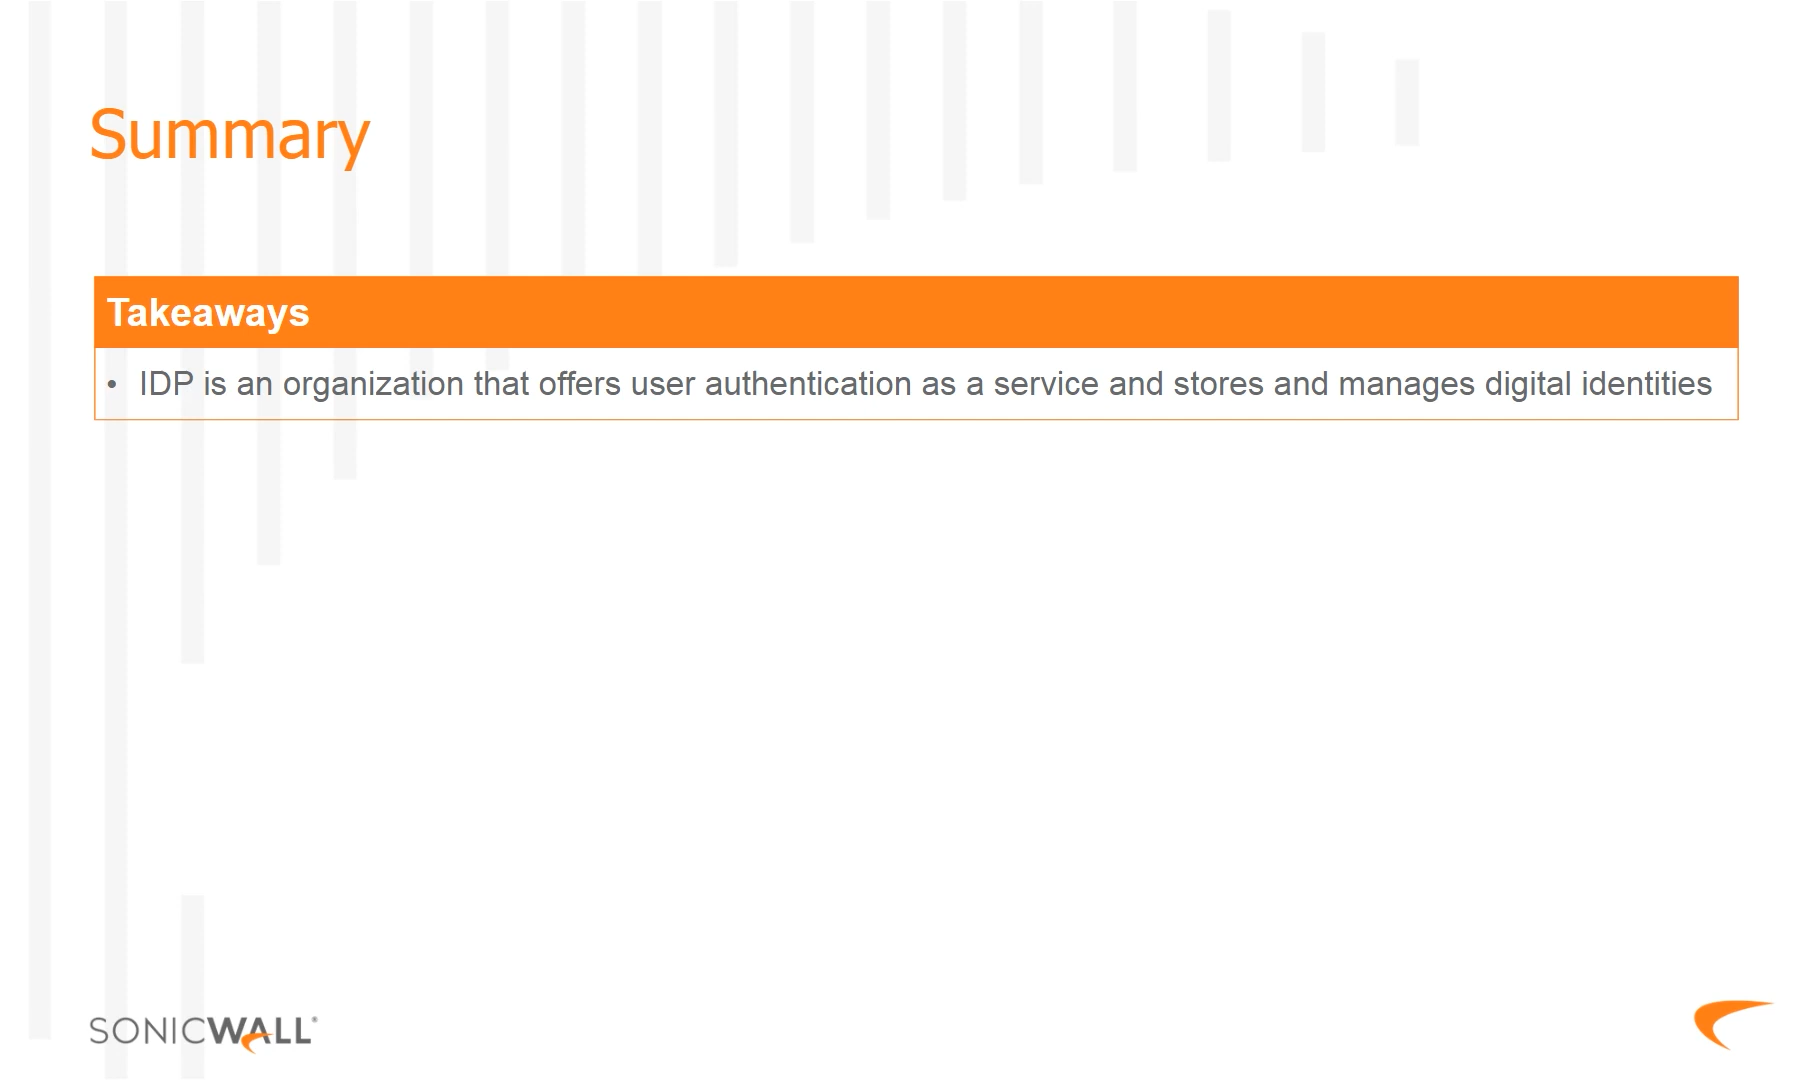 Summary
Takeaways
• IDP is an organization that offers user authentication as a service and stores and manages digital identities
SONICWALL®